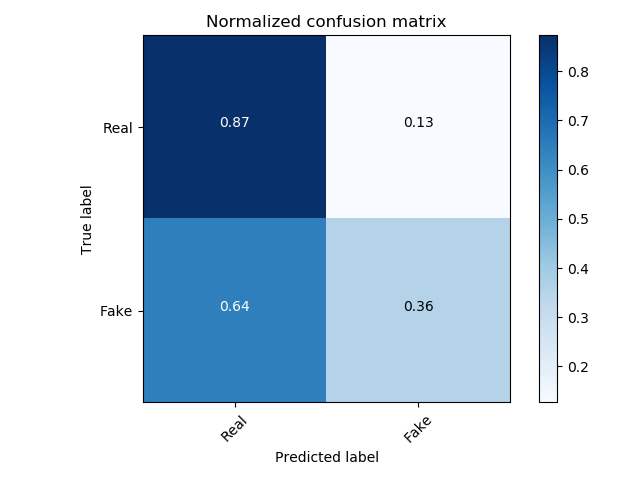 Normalized confusion matrix
True label
Real
0.87
0.13
Fake
0.64
0.36
Real
Fake
Predicted label
0.8
0.7
0.6
0.5
0.4
0.3
0.2